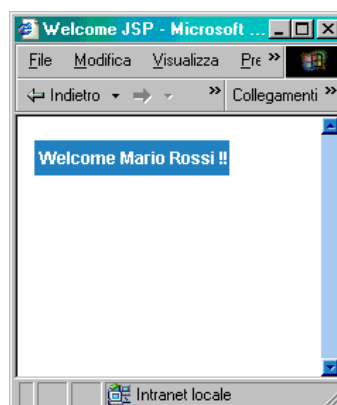 Welcome JSP - Microsoft ...
File Modifica Visualizza Pre »
Indietro » Collegamenti »
Welcome Mario Rossi !!
Intranet locale